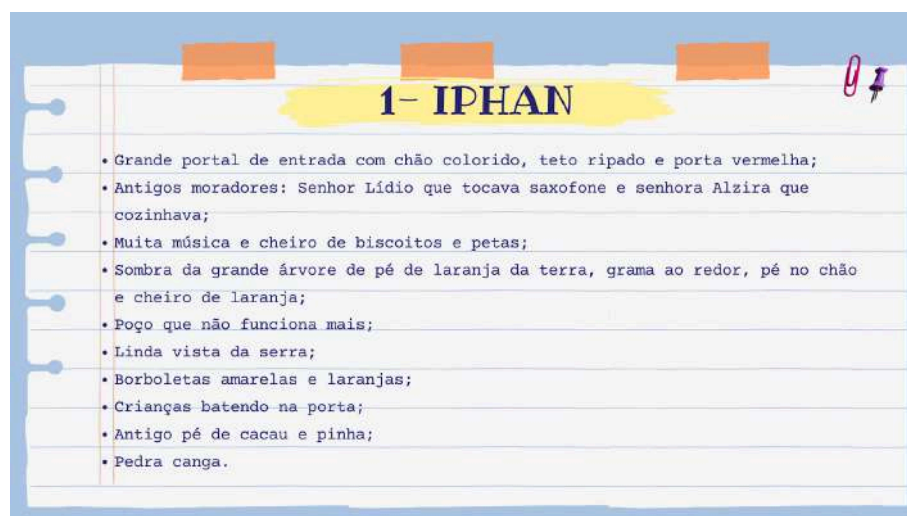 1- IPHAN
• Grande portal de entrada com chão colorido, teto ripado e porta vermelha;
• Antigos moradores: Senhor Lídio que tocava saxofone e senhora Alzira que
cozinhava;
• Muita música e cheiro de biscoitos e petas;
• Sombra da grande árvore de pé de laranja da terra, grama ao redor, pé no chão
e cheiro de laranja;
• Poço que não funciona mais;
• Linda vista da serra;
• Borboletas amarelas e laranjas;
• Crianças batendo na porta;
• Antigo pé de cacau e pinha;
• Pedra canga.